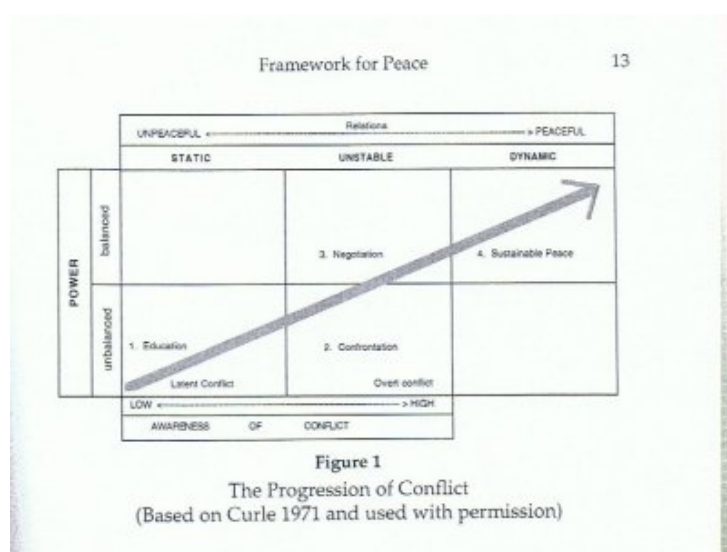 Framework for Peace 13
UNPEACEFUL Relations PEACEFUL
STATIC UNSTABLE DYNAMIC
POWER
balanced
3. Negotiation 4. Sustainable Peace
unbalanced
1. Education 2. Confrontation
Latent Conflict Overt conflict
LOW HIGH
AWARENESS OF CONFLICT
Figure 1
The Progression of Conflict
(Based on Curle 1971 and used with permission)